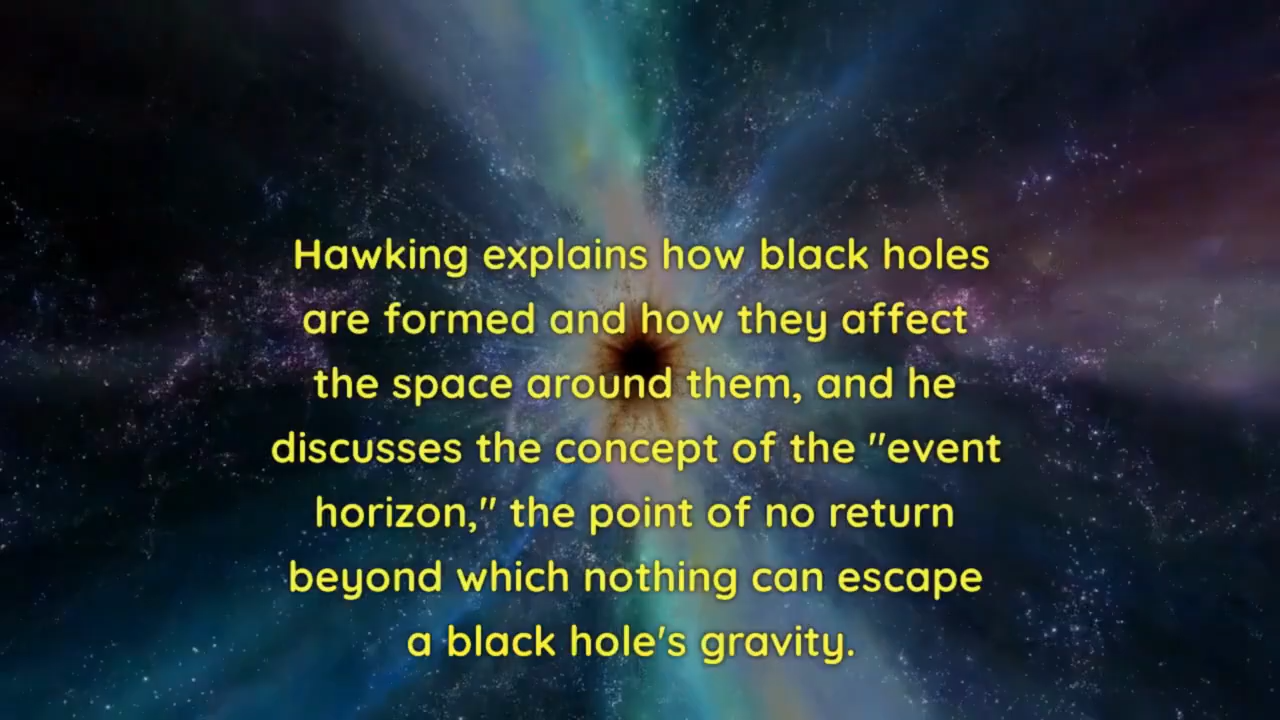 Hawking explains how black holes
are formed and how they affect
the space around them, and he
discusses the concept of the "event
horizon," the point of no return
beyond which nothing can escape
a black hole's gravity.